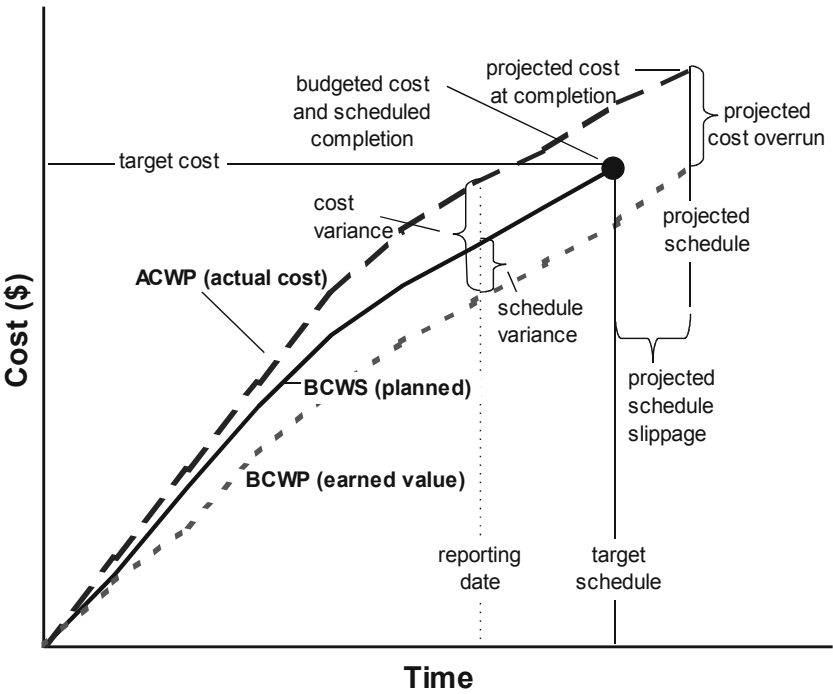 projected cost
at completion
budgeted cost
and scheduled
completion
projected
cost overrun
target cost
cost
variance
projected
schedule
ACWP (actual cost)
schedule
variance
Cost ($)
BCWS (planned)
projected
schedule
slippage
BCWP (earned value)
reporting
date
target
schedule
Time